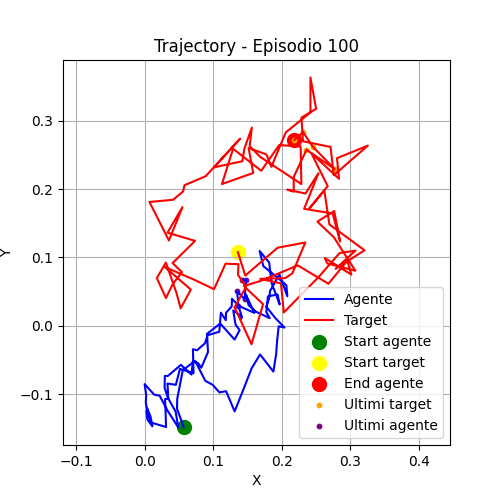 Trajectory - Episodio 100
Y
0.3
0.2
0.1
0.0
−0.1
−0.1
0.0
0.1
0.2
0.3
0.4
X
Agente
Target
Start agente
Start target
End agente
Ultimi target
Ultimi agente